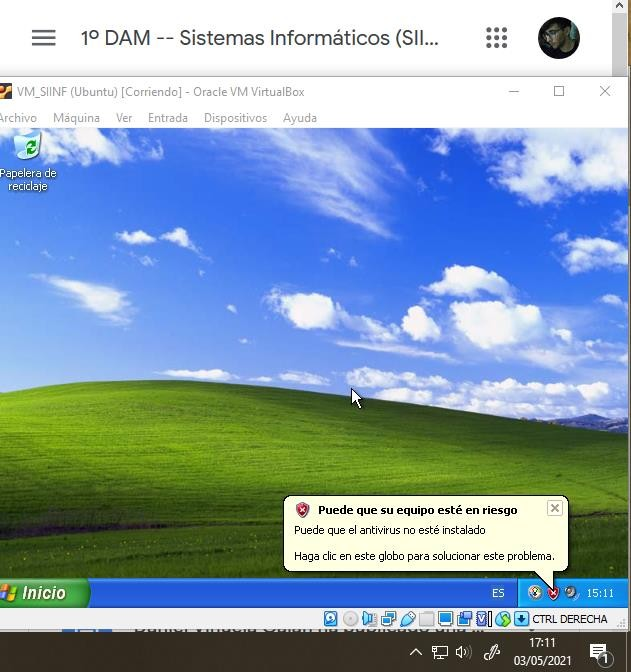 1º DAM -- Sistemas Informáticos (SII...
VM_SIINF (Ubuntu) [Corriendo] - Oracle VM VirtualBox
Archivo Máquina Ver Entrada Dispositivos Ayuda
Papelera de
reciclaje
Puede que su equipo esté en riesgo
Puede que el antivirus no esté instalado
Haga clic en este globo para solucionar este problema.
Inicio
ES
15:11
CTRL DERECHA
17:11
03/05/2021
1